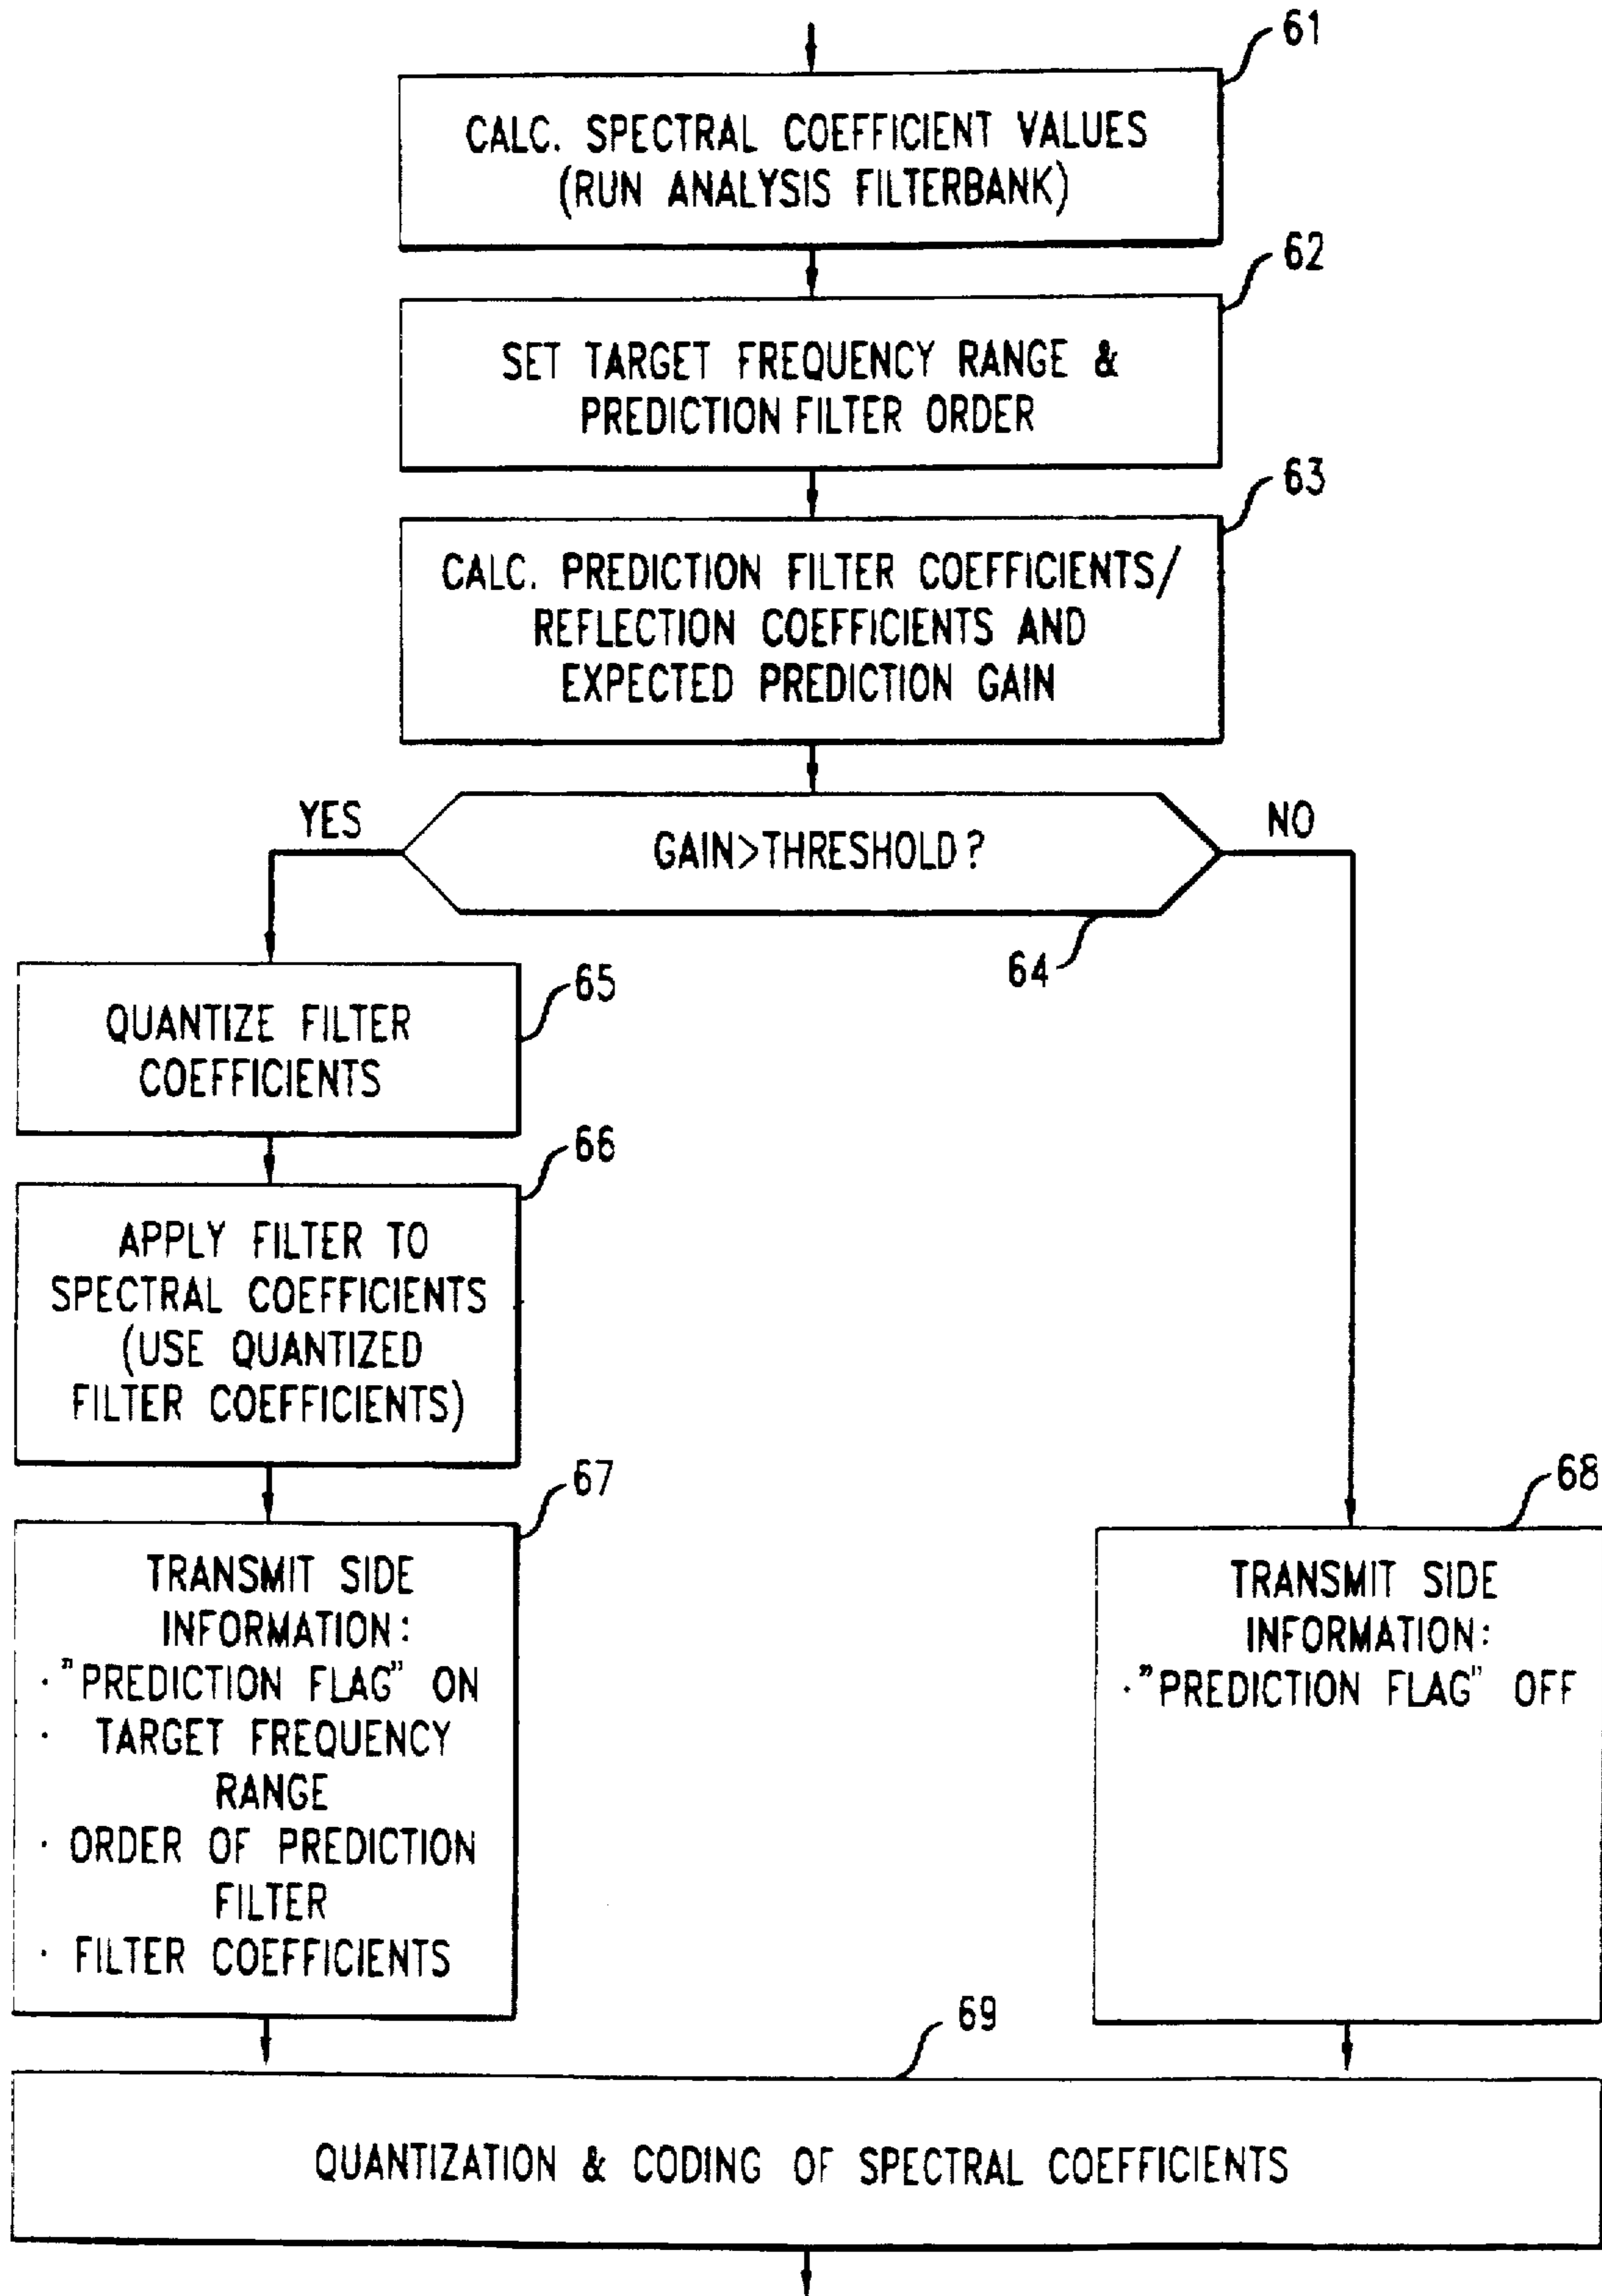 61
CALC. SPECTRAL COEFFICIENT VALUES
(RUN ANALYSIS FILTERBANK)
62
SET TARGET FREQUENCY RANGE &
PREDICTION FILTER ORDER
63
CALC. PREDICTION FILTER COEFFICIENTS/
REFLECTION COEFFICIENTS AND
EXPECTED PREDICTION GAIN
YES
GAIN>THRESHOLD?
NO
64
65
QUANTIZE FILTER
COEFFICIENTS
66
APPLY FILTER TO
SPECTRAL COEFFICIENTS
(USE QUANTIZED
FILTER COEFFICIENTS)
67
TRANSMIT SIDE
INFORMATION:
· "PREDICTION FLAG" ON
· TARGET FREQUENCY
RANGE
· ORDER OF PREDICTION
FILTER
· FILTER COEFFICIENTS
68
TRANSMIT SIDE
INFORMATION:
· "PREDICTION FLAG" OFF
69
QUANTIZATION & CODING OF SPECTRAL COEFFICIENTS